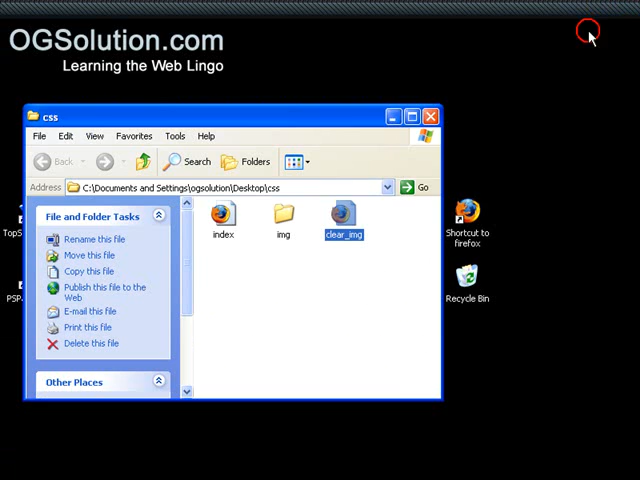 OGSolution.com
Learning the Web Lingo
css
File Edit View Favorites Tools Help
Back Search Folders
Address C:\Documents and Settings\ogsolution\Desktop\css Go
File and Folder Tasks
Rename this file
Move this file
Copy this file
Publish this file to the
Web
E-mail this file
Print this file
Delete this file
Other Places
index img clear_img
TopS
PSP
Shortcut to
firefox
Recycle Bin